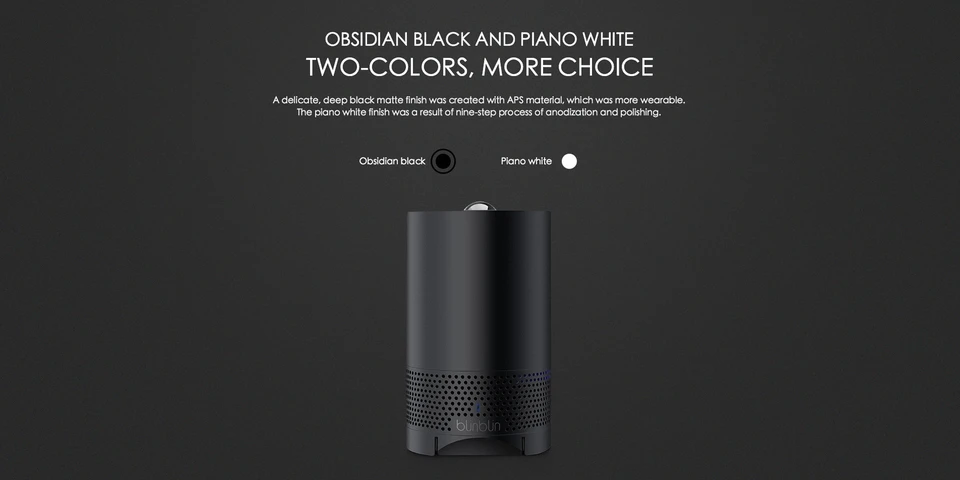 OBSIDIAN BLACK AND PIANO WHITE
TWO-COLORS, MORE CHOICE
A delicate, deep black matte finish was created with APS material, which was more wearable.
The piano white finish was a result of nine-step process of anodization and polishing.
Obsidian black Piano white
blinblin